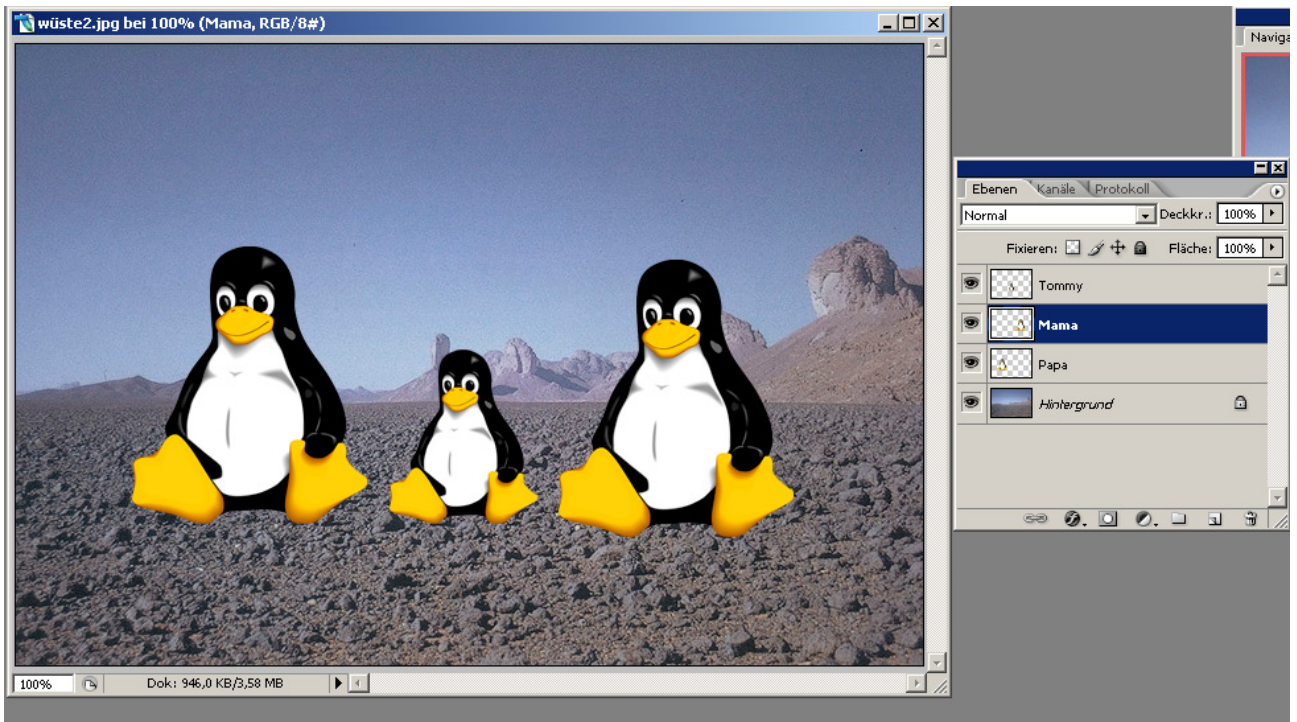 wüste2.jpg bei 100% (Mama, RGB/8#)
Ebenen Kanäle Protokoll
Normal Deckkr.: 100%
Fixieren: Fläche: 100%
Tommy
Mama
Papa
Hintergrund
100% Dok: 946,0 KB/3,58 MB